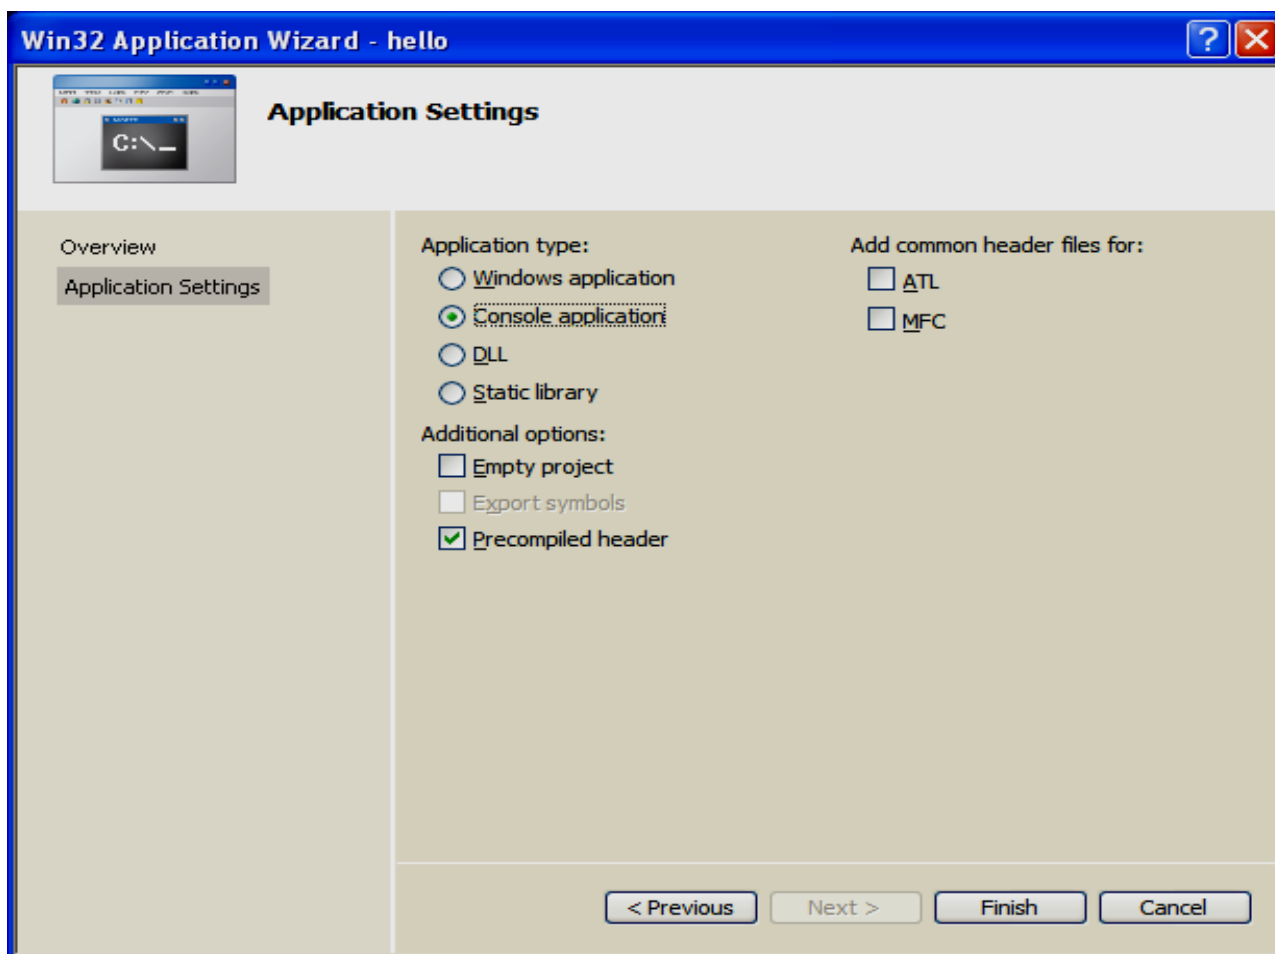 Win32 Application Wizard - hello
C:\_
Application Settings
Overview
Application Settings
Application type:
Windows application
Console application
DLL
Static library
Additional options:
Empty project
Export symbols
Precompiled header
Add common header files for:
ATL
MFC
< Previous
Next >
Finish
Cancel